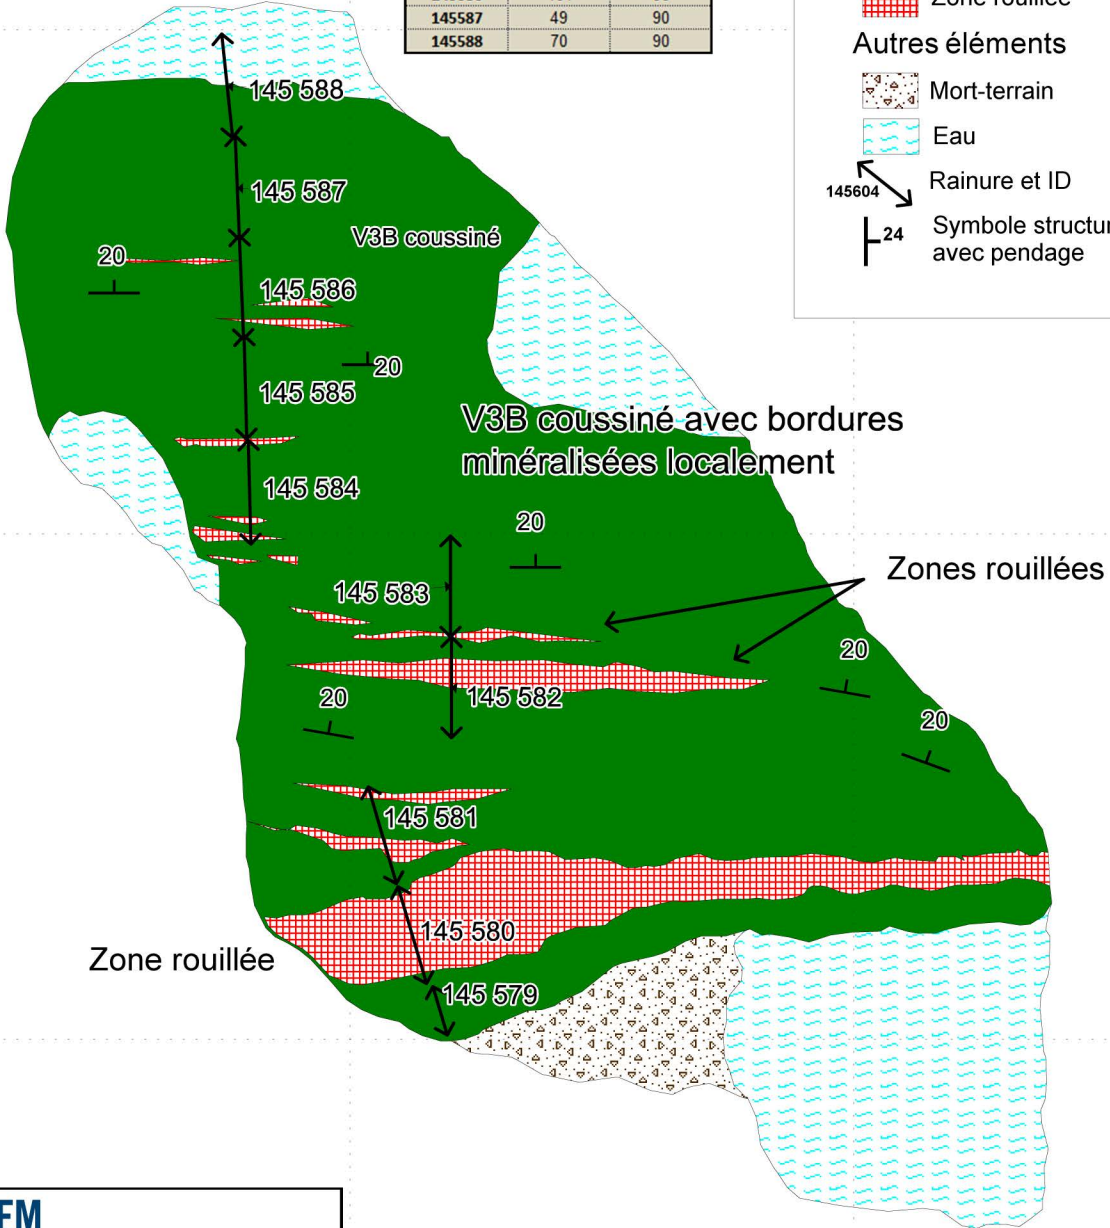 145587 49 90
145588 70 90
Zone rouillée
Autres éléments
Mort-terrain
Eau
145604
Rainure et ID
24
Symbole structur
avec pendage
145 588
145 587
V3B coussiné
20
145 586
20
145 585
V3B coussiné avec bordures
minéralisées localement
145 584
20
Zones rouillées
145 583
20
145 582
20
20
145 581
145 580
Zone rouillée
145 579
FM